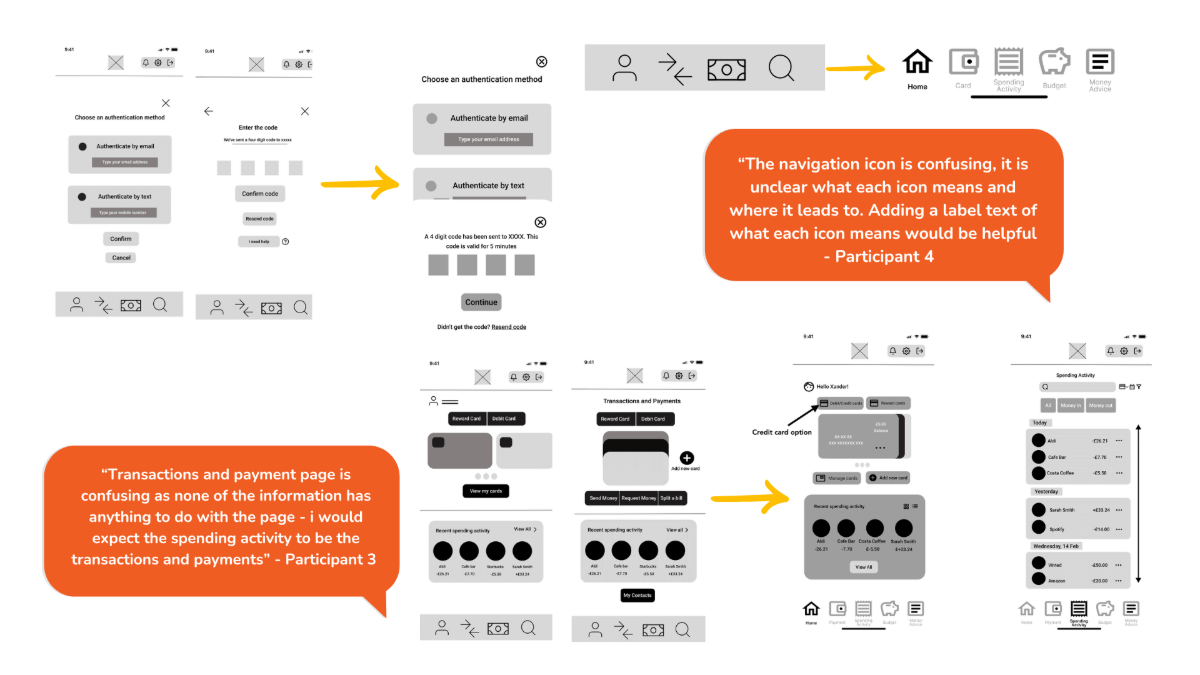 9:41
Choose an authentication method
Authenticate by email
Type your email address
Authenticate by text
Type your mobile number
Confirm
Cancel
9:41
Enter the code
We've sent a four digit code to xxxx
Confirm code
Resend code
I need help
?
Choose an authentication method
Authenticate by email
Type your email address
Authenticate by text
A 4 digit code has been sent to XXXX. This
code is valid for 5 minutes
Continue
Didn't get the code? Resend code
Home
Card
Spending
Activity
Budget
Money
Advice
“The navigation icon is confusing, it is
unclear what each icon means and
where it leads to. Adding a label text of
what each icon means would be helpful
- Participant 4
“Transactions and payment page is
confusing as none of the information has
anything to do with the page - i would
expect the spending activity to be the
transactions and payments” - Participant 3
9:41
Reward Card Debit Card
View my cards
Recent spending activity View All >
Aldi Cafe Bar Starbucks Sarah Smith
-£26.21 -£7.70 -£5.50 +£33.24
9:41
Transactions and Payments
Reward Card Debit Card
Add new card
Send Money Request Money Split a bill
Recent spending activity View all >
Aldi Cafe Bar Starbucks Sarah Smith
-£26.21 -£7.70 -£5.50 +£33.24
My Contacts
9:41
Hello Xander!
Debit/Credit cards Reward cards
Credit card option
XX XX
Balance
XX XX XX
XXX XXXXXXX XXX
Manage cards Add new card
Recent spending activity
Aldi Cafe Bar Costa Coffee Sarah Smith
-26.21 -7.70 £-5.50 £+33.24
View All
Home Payment Spending Activity Budget Money Advice
9:41
Spending Activity
All Money in Money out
Today
Aldi -£26.21
Cafe Bar -£7.70
Costa Coffee -£5.50
Yesterday
Sarah Smith +£33.24
Spotify -£14.00
Wednesday, 14 Feb
Vinted +£50.00
Amazon -£20.00
Home Payment Spending Activity Budget Money Advice